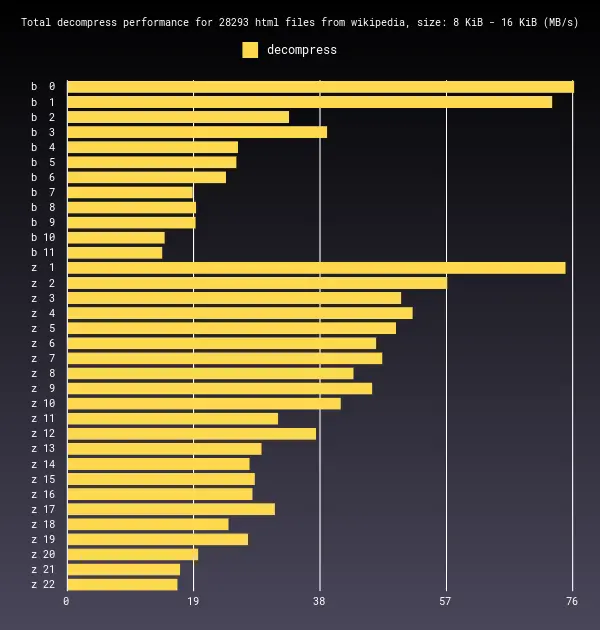 Total decompress performance for 28293 html files from wikipedia, size: 8 KiB - 16 KiB (MB/s)
decompress
b 0
b 1
b 2
b 3
b 4
b 5
b 6
b 7
b 8
b 9
b 10
b 11
z 1
z 2
z 3
z 4
z 5
z 6
z 7
z 8
z 9
z 10
z 11
z 12
z 13
z 14
z 15
z 16
z 17
z 18
z 19
z 20
z 21
z 22
0 19 38 57 76